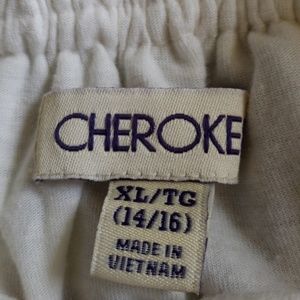 CHEROKE
XL/TG
(14/16)
MADE IN
VIETNAM